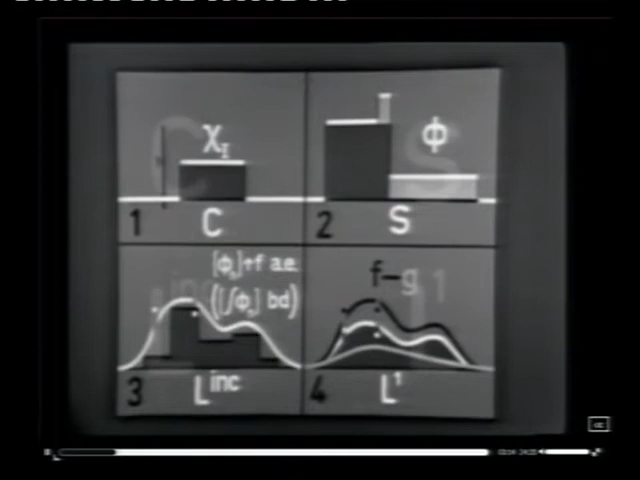 χI
1 C
Φ
2 S
[ϕn]↑f a.e.
([∫ϕn] bd)
3 Linc
f–g
4 L1